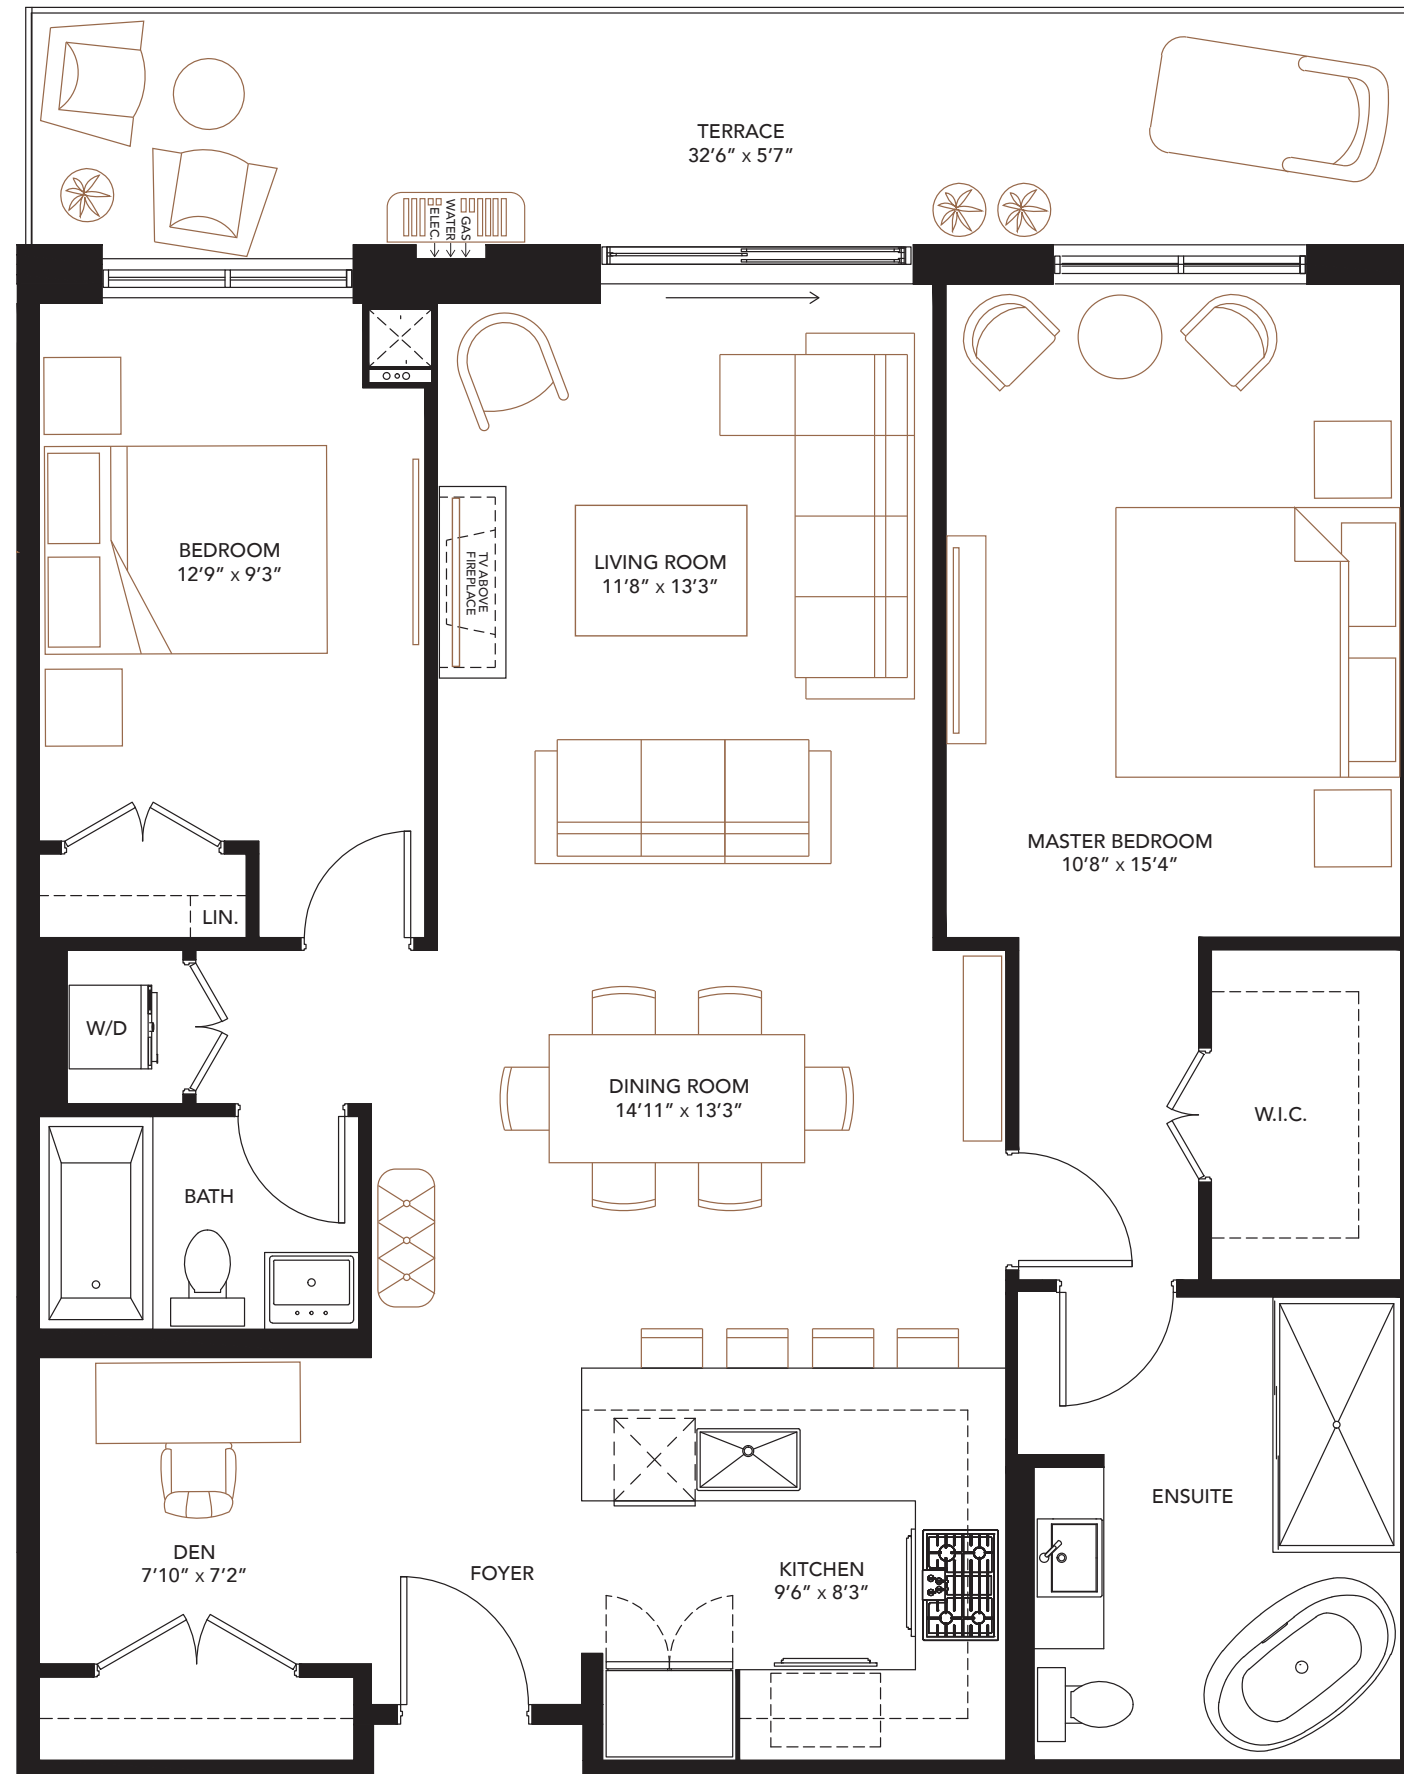 TERRACE
32'6" x 5'7"
GAS
WATER
ELEC.
BEDROOM
12'9" x 9'3"
TV ABOVE
FIREPLACE
LIVING ROOM
11'8" x 13'3"
MASTER BEDROOM
10'8" x 15'4"
LIN.
W/D
DINING ROOM
14'11" x 13'3"
W.I.C.
BATH
ENSUITE
DEN
7'10" x 7'2"
FOYER
KITCHEN
9'6" x 8'3"